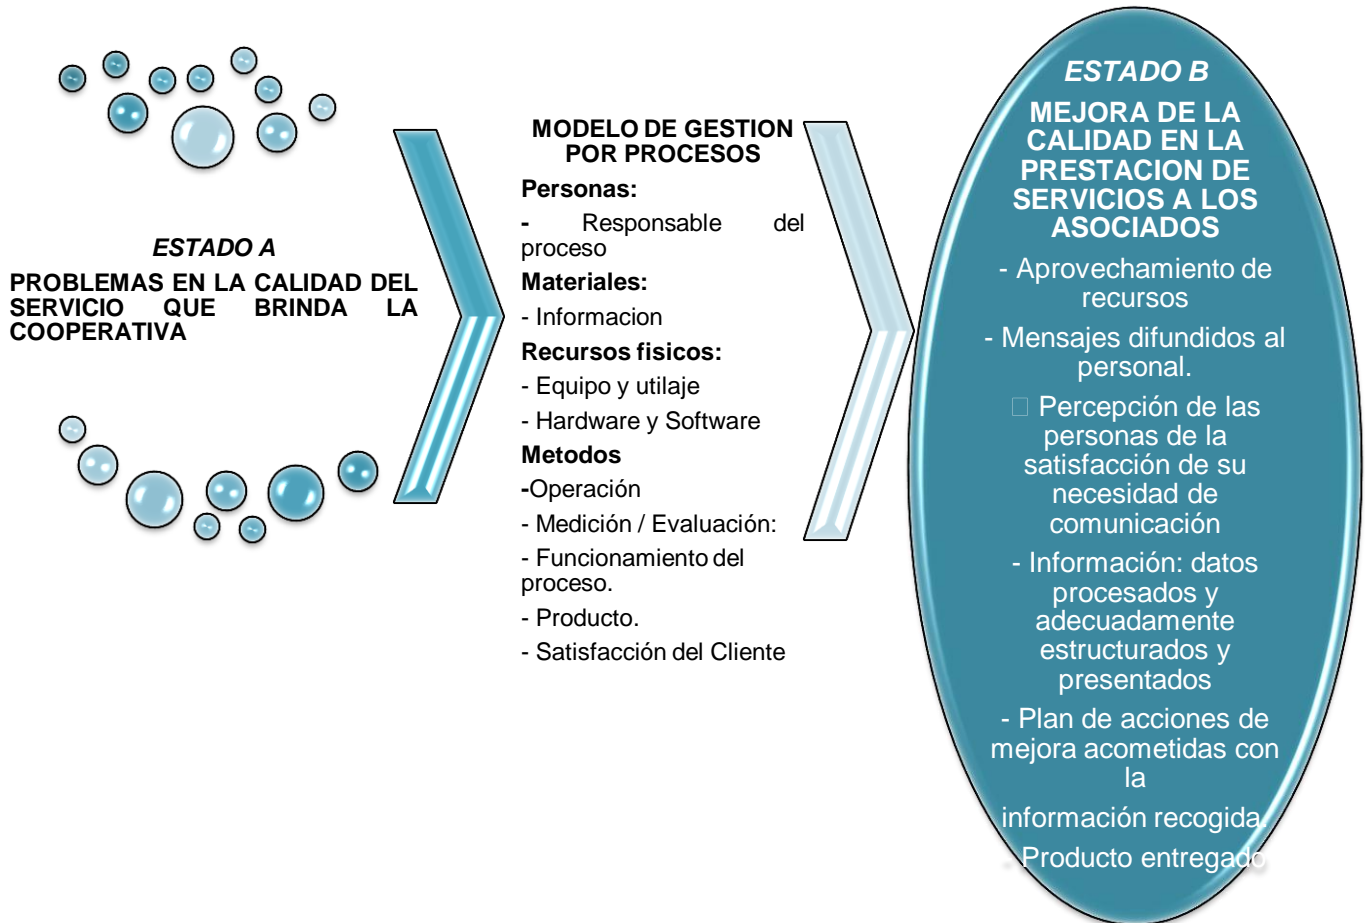 ESTADO A
PROBLEMAS EN LA CALIDAD DEL
SERVICIO QUE BRINDA LA
COOPERATIVA
MODELO DE GESTION
POR PROCESOS
Personas:
- Responsable del
proceso
Materiales:
- Informacion
Recursos fisicos:
- Equipo y utilaje
- Hardware y Software
Metodos
-Operación
- Medición / Evaluación:
- Funcionamiento del
proceso.
- Producto.
- Satisfacción del Cliente
ESTADO B
MEJORA DE LA
CALIDAD EN LA
PRESTACION DE
SERVICIOS A LOS
ASOCIADOS
- Aprovechamiento de
recursos
- Mensajes difundidos al
personal.
□ Percepción de las
personas de la
satisfacción de su
necesidad de
comunicación
- Información: datos
procesados y
adecuadamente
estructurados y
presentados
- Plan de acciones de
mejora acometidas con
la
información recogida.
- Producto entregado